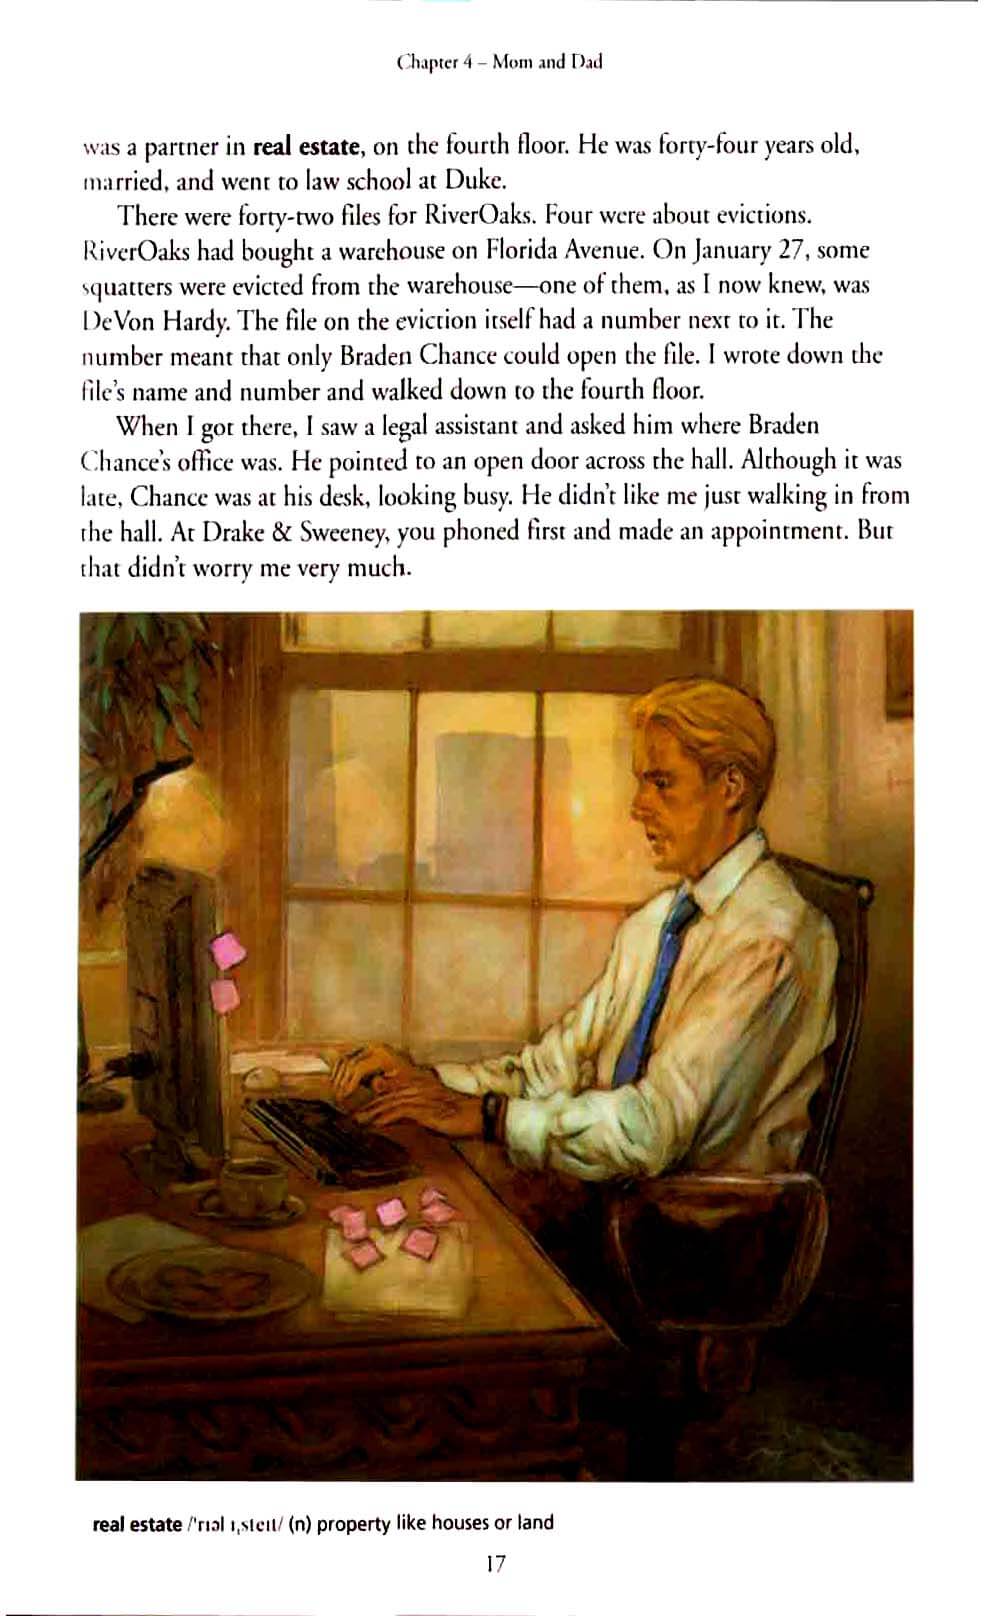 Chapter 4 – Mom and Dad
was a partner in real estate, on the fourth floor. He was forty-four years old,
married, and went to law school at Duke.
There were forty-two files for RiverOaks. Four were about evictions.
RiverOaks had bought a warehouse on Florida Avenue. On January 27, some
squatters were evicted from the warehouse—one of them, as I now knew, was
DeVon Hardy. The file on the eviction itself had a number next to it. The
number meant that only Braden Chance could open the file. I wrote down the
file's name and number and walked down to the fourth floor.
When I got there, I saw a legal assistant and asked him where Braden
Chance's office was. He pointed to an open door across the hall. Although it was
late, Chance was at his desk, looking busy. He didn't like me just walking in from
the hall. At Drake & Sweeney, you phoned first and made an appointment. But
that didn't worry me very much.
real estate /ˈrɪəl ɪˌsteɪt/ (n) property like houses or land
17